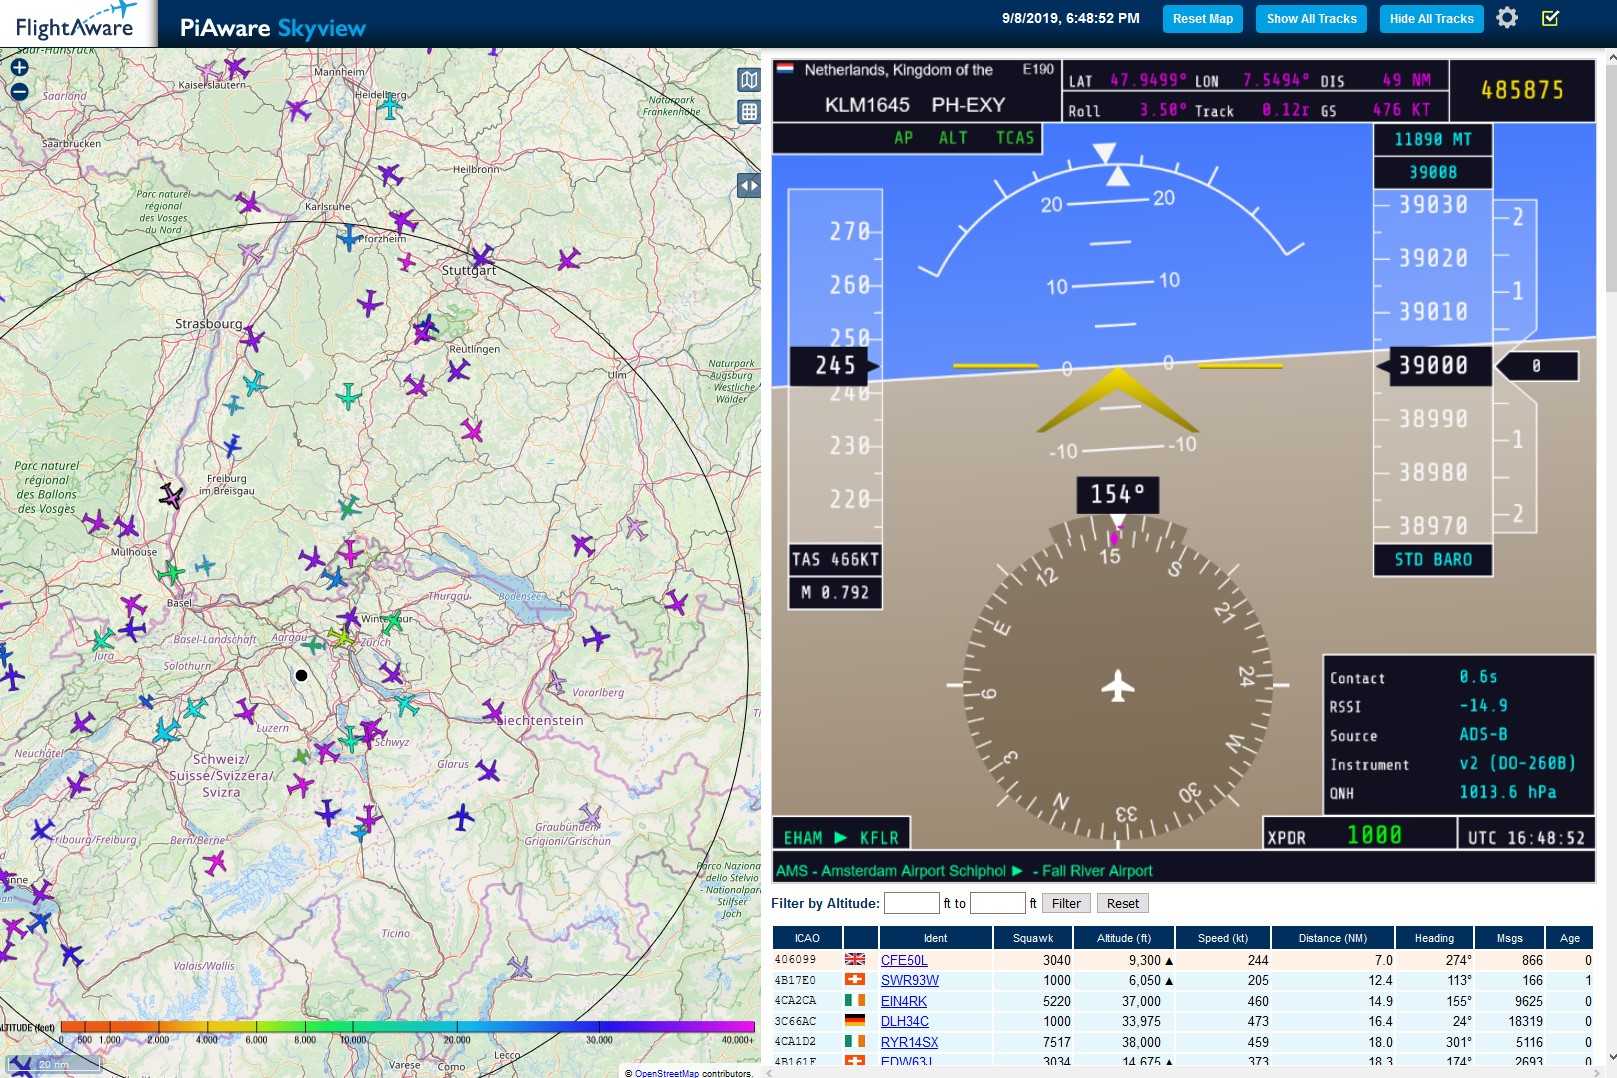 FlightAware
PiAware Skyview
9/8/2019, 6:48:52 PM
Reset Map
Show All Tracks
Hide All Tracks
Saar-Hunsrück
Kaiserslautern
Mannheim
Saarland
Heidelberg
Naturpark
Frankenhöhe
Saarbrücken
Heilbronn
Parc naturel
régional
des Vosges
du Nord
Karlsruhe
Pforzheim
Stuttgart
Strasbourg
Reutlingen
Ulm
Naturpark
Augsburg
- Westliche
Wälder
Parc naturel
régional
des Ballons
des Vosges
Freiburg
im Breisgau
Mulhouse
Basel
Thurgau
Bodensee
Basel-Landschaft
Aargau
Zürich
Jura
Solothurn
Vorarlberg
Luzern
Liechtenstein
Neuchâtel
Schwyz
Schweiz/
Suisse/Svizzera/
Svizra
Glarus
Fribourg/Freiburg
Bern/Berne
Graubünden/
Grigioni/Grischun
Parco Naziona
dello Stelvio
- Nationalpark
Stilfser
Joch
Ticino
Valais/Wallis
Lecco
Varese
Como
ALTITUDE (feet)
0 500 1.000 2.000 4.000 6.000 8.000 10.000 20.000 30.000 40.000+
20 nm
© OpenStreetMap contributors.
Netherlands, Kingdom of the E190
KLM1645 PH-EXY
LAT 47.9499° LON 7.5494° DIS 49 NM
Roll 3.50° Track 0.12r GS 476 KT
485875
AP ALT TCAS
11890 MT
39008
270
260
250
245
240
230
220
TAS 466KT
M 0.792
20 20
10 10
0 0
-10 -10
39030
39020
39010
39000
38990
38980
38970
STD BARO
2
1
0
1
2
154°
12 15 S 21 24 W 30 33 N 3 6 E
Contact 0.6s
RSSI -14.9
Source ADS-B
Instrument v2 (DO-260B)
QNH 1013.6 hPa
EHAM ► KFLR
XPDR 1000
UTC 16:48:52
AMS - Amsterdam Airport Schiphol ► - Fall River Airport
Filter by Altitude: ft to ft Filter Reset
ICAO Ident Squawk Altitude (ft) Speed (kt) Distance (NM) Heading Msgs Age
406099 CFE50L 3040 9,300 ▲ 244 7.0 274° 866 0
4B17E0 SWR93W 1000 6,050 ▲ 205 12.4 113° 166 1
4CA2CA EIN4RK 5220 37,000 460 14.9 155° 9625 0
3C66AC DLH34C 1000 33,975 473 16.4 24° 18319 0
4CA1D2 RYR14SX 7517 38,000 459 18.0 301° 5116 0
4B161F EDW63J 3034 14,675 ▲ 373 18.3 174° 2693 0